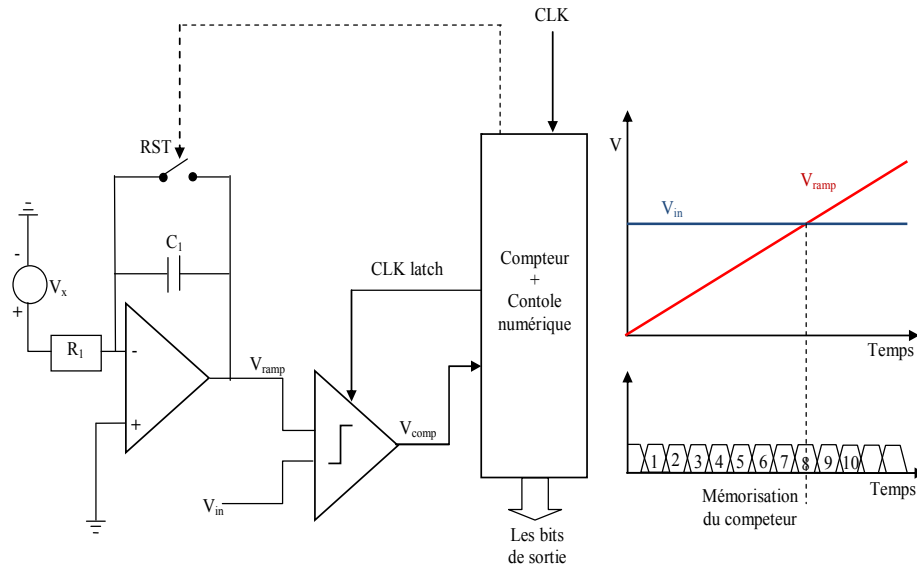 CLK
RST
C1
-
Vx
+
R1
-
+
Vramp
Vin
CLK latch
Vcomp
Compteur
+
Contole
numérique
Les bits
de sortie
V
Vramp
Vin
Temps
1 2 3 4 5 6 7 8 9 10
Temps
Mémorisation
du competeur